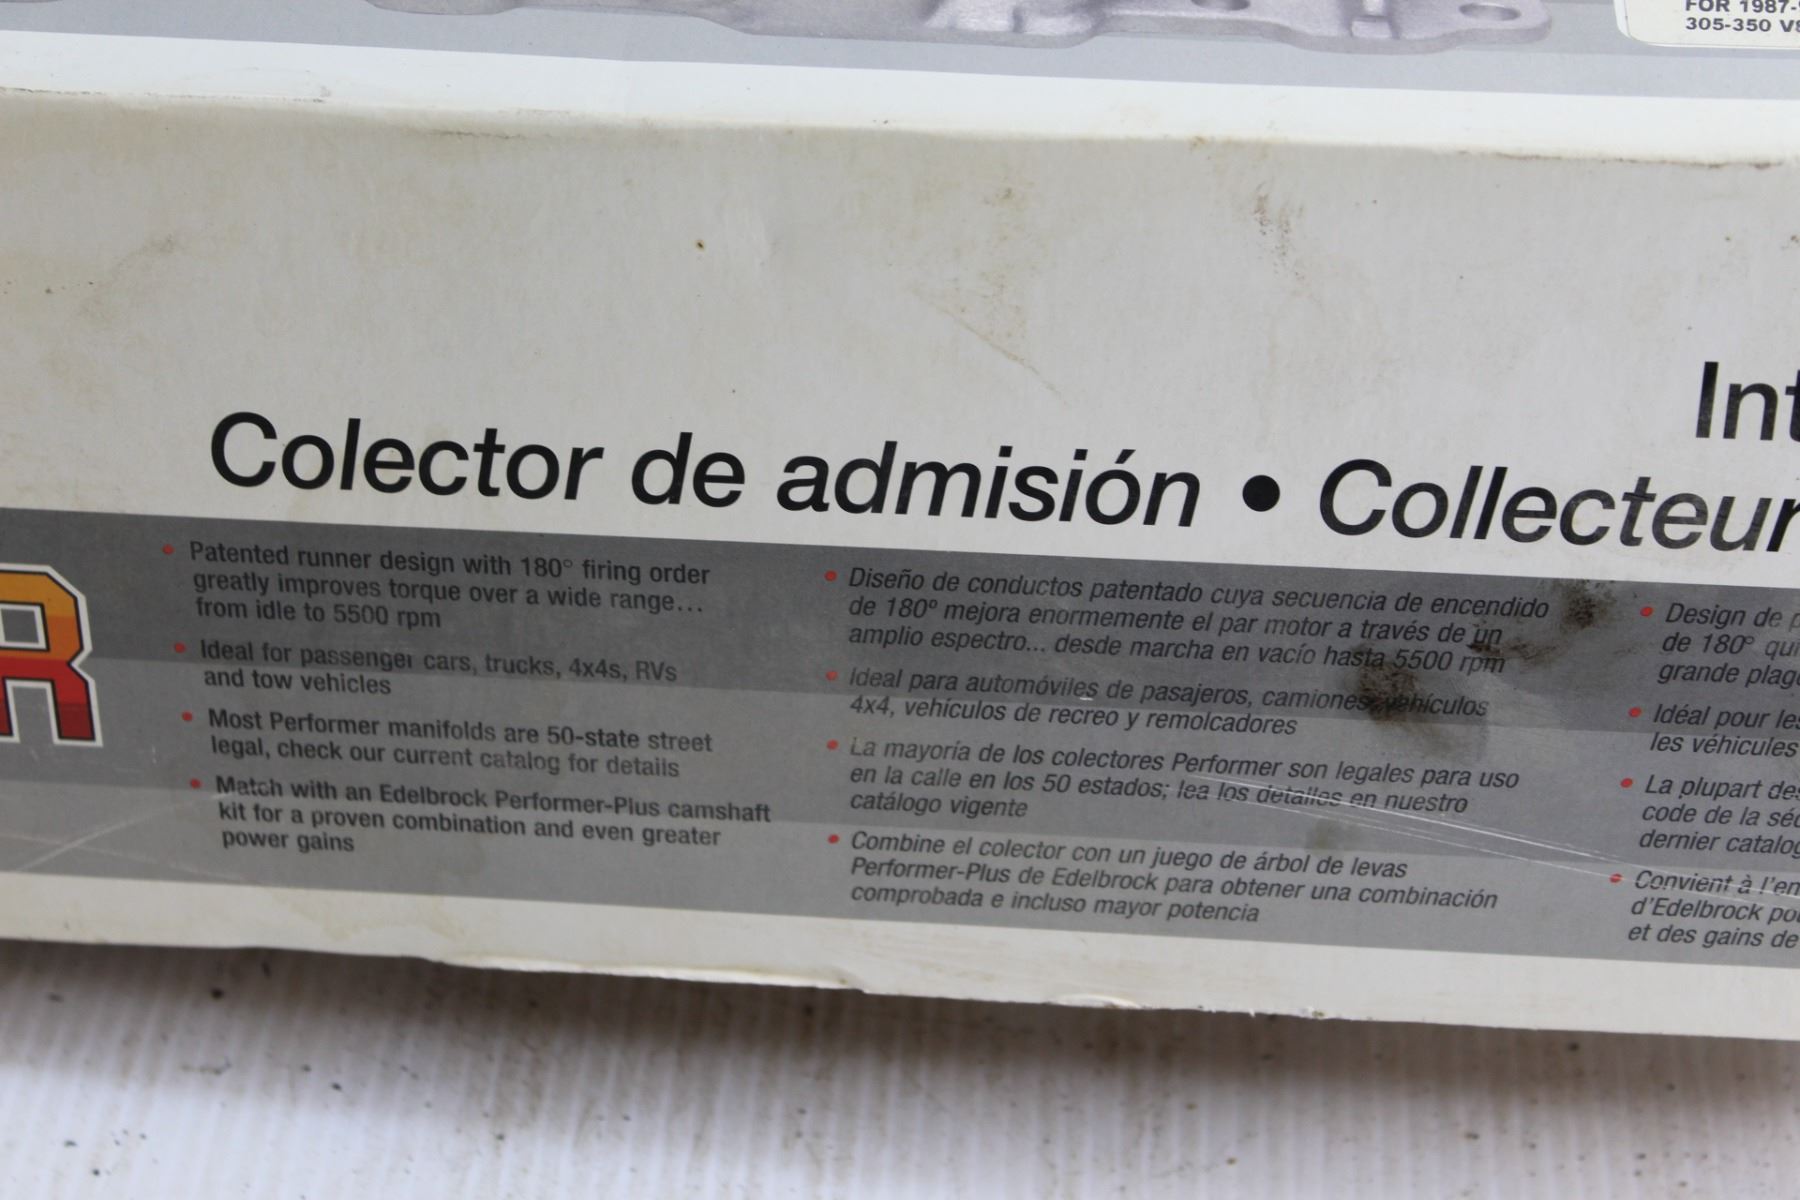 FOR 1987-
305-350
Int
Colector de admisión • Collecteur
R
• Patented runner design with 180° firing order
greatly improves torque over a wide range...
from idle to 5500 rpm
• Ideal for passenger cars, trucks, 4x4s, RVs
and tow vehicles
• Most Performer manifolds are 50-state street
legal, check our current catalog for details
• Match with an Edelbrock Performer-Plus camshaft
kit for a proven combination and even greater
power gains
• Diseño de conductos patentado cuya secuencia de encendido
de 180º mejora enormemente el par motor a través de un
amplio espectro... desde marcha en vacío hasta 5500 rpm
• Ideal para automóviles de pasajeros, camiones, vehículos
4x4, vehículos de recreo y remolcadores
• La mayoría de los colectores Performer son legales para uso
en la calle en los 50 estados; lea los detalles en nuestro
catálogo vigente
• Combine el colector con un juego de árbol de levas
Performer-Plus de Edelbrock para obtener una combinación
comprobada e incluso mayor potencia
• Design de
de 180° qui
grande plag
• Idéal pour les
les véhicules
• La plupart des
code de la séc
dernier catalog
• Convient à l'en
d'Edelbrock pou
et des gains de